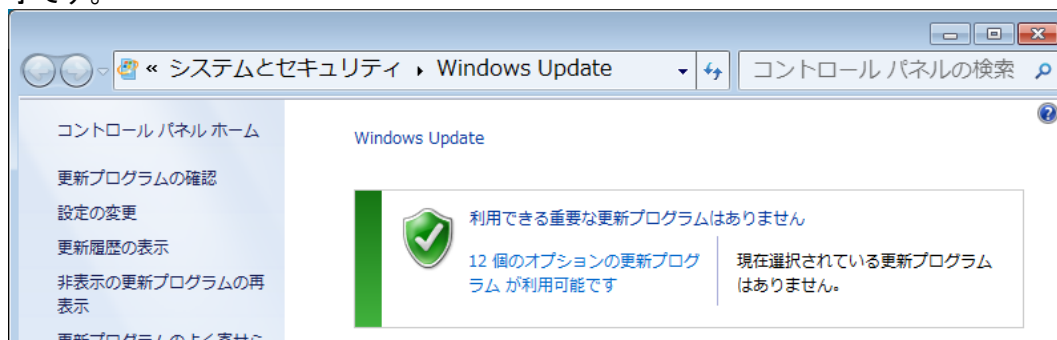 « システムとセキュリティ ▸ Windows Update
コントロール パネルの検索
コントロール パネル ホーム
更新プログラムの確認
設定の変更
更新履歴の表示
非表示の更新プログラムの再
表示
Windows Update
利用できる重要な更新プログラムはありません
12 個のオプションの更新プログ
ラム が利用可能です
現在選択されている更新プログラム
はありません。